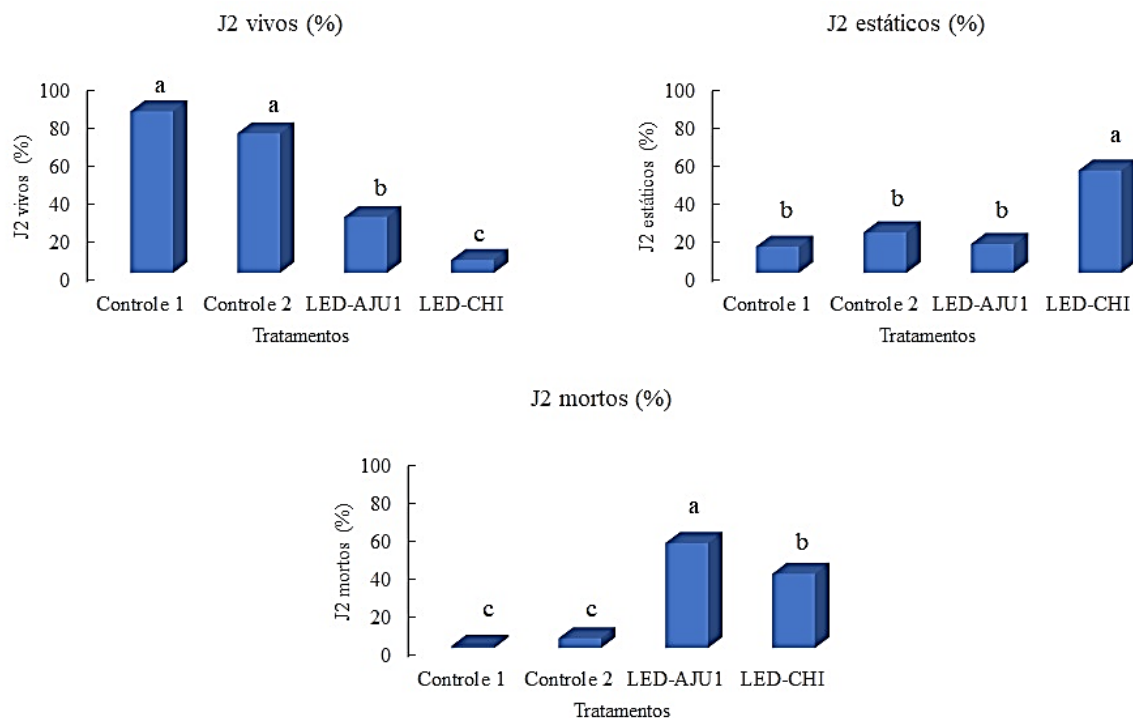 J2 vivos (%)
J2 vivos (%)
100
80
60
40
20
0
a
a
b
c
Controle 1 Controle 2 LED-AJU1 LED-CHI
Tratamentos
J2 estáticos (%)
J2 estáticos (%)
100
80
60
40
20
0
b
b
b
a
Controle 1 Controle 2 LED-AJU1 LED-CHI
Tratamentos
J2 mortos (%)
J2 mortos (%)
100
80
60
40
20
0
c
c
a
b
Controle 1 Controle 2 LED-AJU1 LED-CHI
Tratamentos